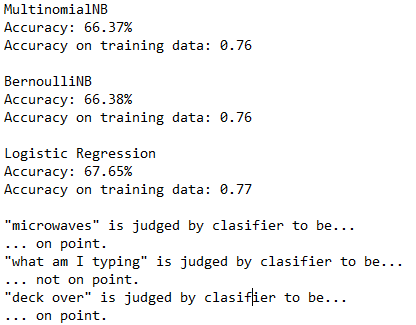 MultinomialNB
Accuracy: 66.37%
Accuracy on training data: 0.76
BernoulliNB
Accuracy: 66.38%
Accuracy on training data: 0.76
Logistic Regression
Accuracy: 67.65%
Accuracy on training data: 0.77
"microwaves" is judged by clasifier to be...
... on point.
"what am I typing" is judged by clasifier to be...
... not on point.
"deck over" is judged by clasifier to be...
... on point.